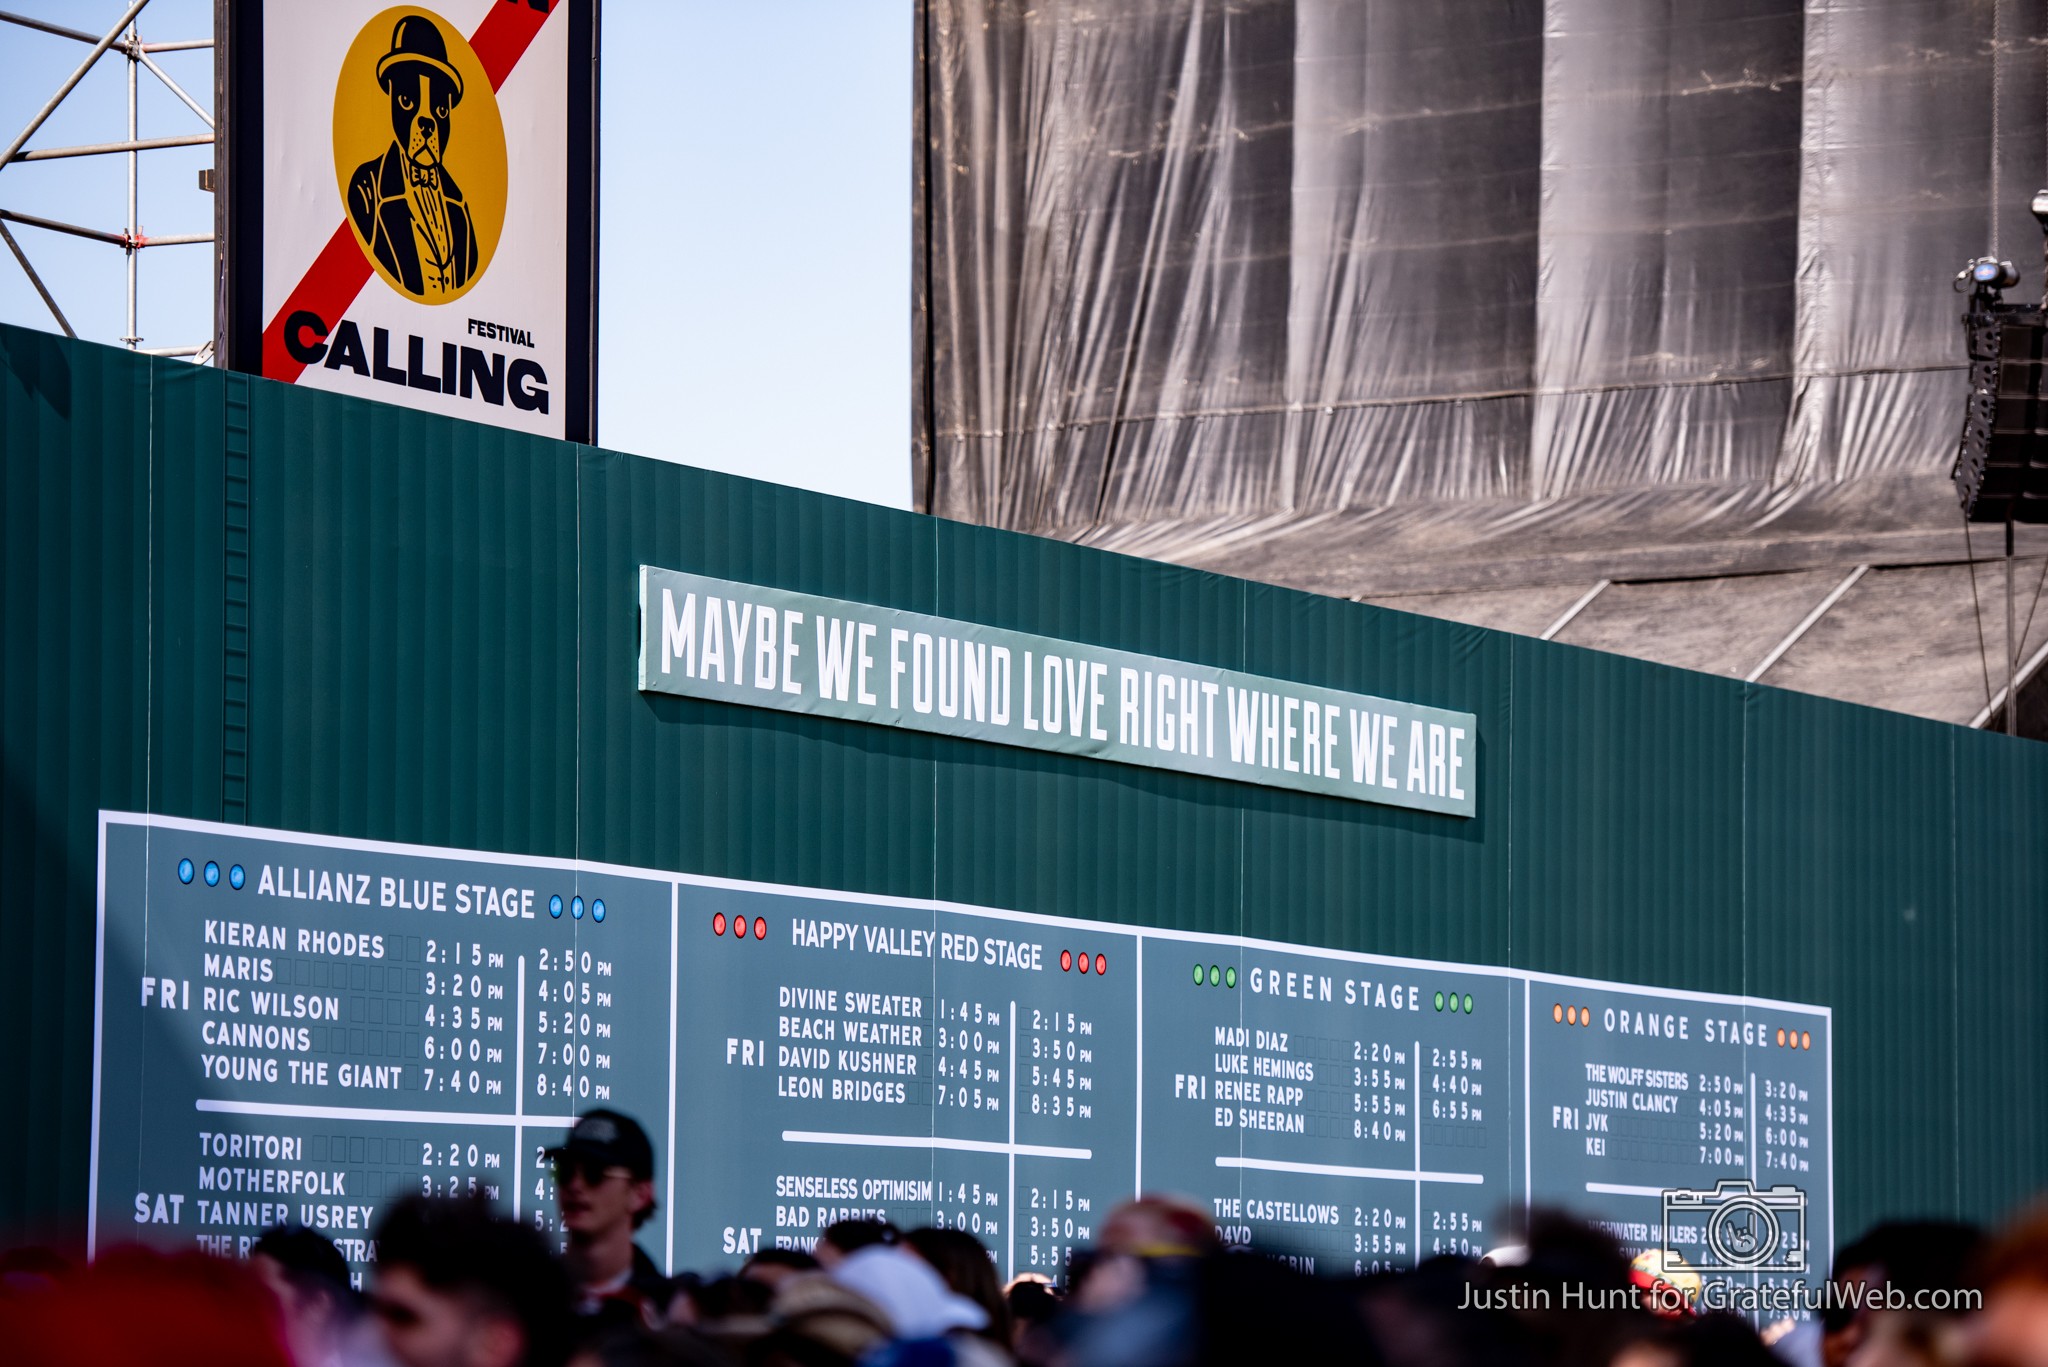 FESTIVAL
CALLING
MAYBE WE FOUND LOVE RIGHT WHERE WE ARE
ALLIANZ BLUE STAGE
FRI
KIERAN RHODES 2:15 PM 2:50 PM
MARIS 3:20 PM 4:05 PM
RIC WILSON 4:35 PM 5:20 PM
CANNONS 6:00 PM 7:00 PM
YOUNG THE GIANT 7:40 PM 8:40 PM
SAT
TORITORI 2:20 PM
MOTHERFOLK 3:25 PM
TANNER USREY
THE
HAPPY VALLEY RED STAGE
FRI
DIVINE SWEATER 1:45 PM 2:15 PM
BEACH WEATHER 3:00 PM 3:50 PM
DAVID KUSHNER 4:45 PM 5:45 PM
LEON BRIDGES 7:05 PM 8:35 PM
SAT
SENSELESS OPTIMISIM 1:45 PM 2:15 PM
BAD RABBITS 3:00 PM 3:50 PM
GREEN STAGE
FRI
MADI DIAZ 2:20 PM 2:55 PM
LUKE HEMINGS 3:55 PM 4:40 PM
RENEE RAPP 5:55 PM 6:55 PM
ED SHEERAN 8:40 PM
THE CASTELLOWS 2:20 PM 2:55 PM
D4VD 3:55 PM 4:50 PM
6:05 PM
ORANGE STAGE
FRI
THE WOLFF SISTERS 2:50 PM 3:20 PM
JUSTIN CLANCY 4:05 PM 4:35 PM
JVK 5:20 PM 6:00 PM
KEI 7:00 PM 7:40 PM
HIGHWATER HAULERS
Justin Hunt for GratefulWeb.com